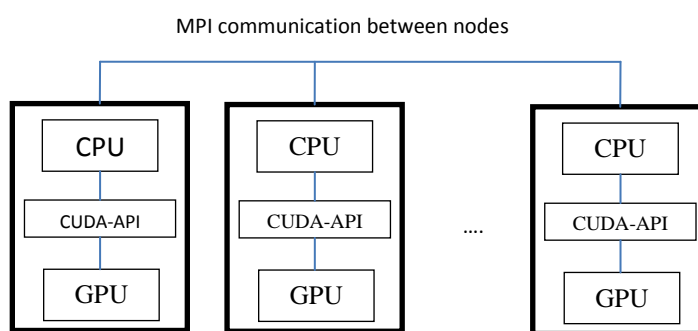 MPI communication between nodes
CPU CPU CPU
CUDA-API CUDA-API .... CUDA-API
GPU GPU GPU